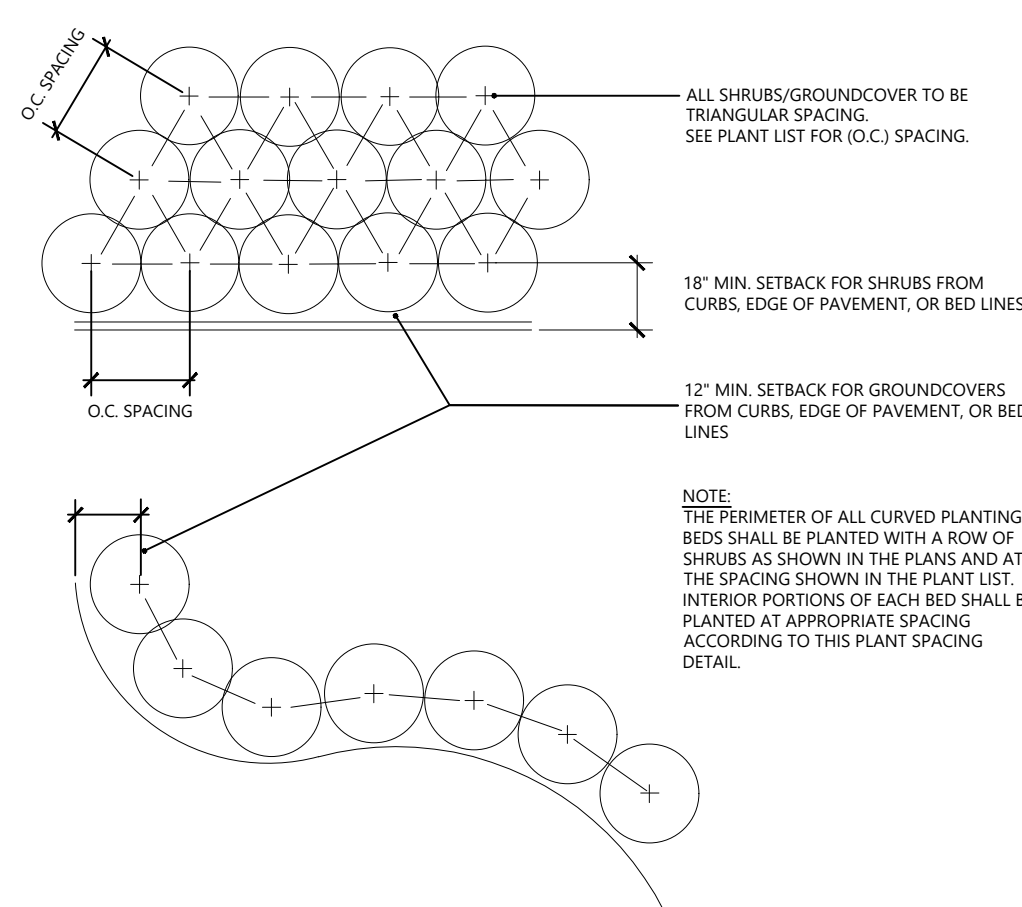 O.C. SPACING
ALL SHRUBS/GROUNDCOVER TO BE
TRIANGULAR SPACING.
SEE PLANT LIST FOR (O.C.) SPACING.
18" MIN. SETBACK FOR SHRUBS FROM
CURBS, EDGE OF PAVEMENT, OR BED LINES
O.C. SPACING
12" MIN. SETBACK FOR GROUNDCOVERS
FROM CURBS, EDGE OF PAVEMENT, OR BED
LINES
NOTE:
THE PERIMETER OF ALL CURVED PLANTING
BEDS SHALL BE PLANTED WITH A ROW OF
SHRUBS AS SHOWN IN THE PLANS AND AT
THE SPACING SHOWN IN THE PLANT LIST.
INTERIOR PORTIONS OF EACH BED SHALL B
PLANTED AT APPROPRIATE SPACING
ACCORDING TO THIS PLANT SPACING
DETAIL.